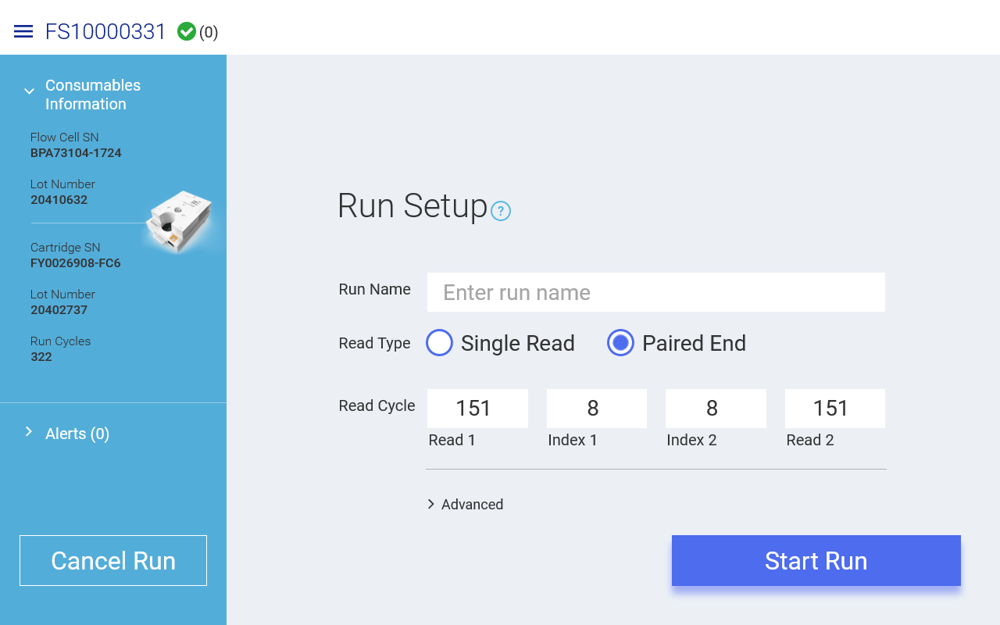 FS10000331 (0)
Consumables
Information
Flow Cell SN
BPA73104-1724
Lot Number
20410632
Cartridge SN
FY0026908-FC6
Lot Number
20402737
Run Cycles
322
Alerts (0)
Cancel Run
Run Setup ?
Run Name Enter run name
Read Type Single Read Paired End
Read Cycle 151 8 8 151
Read 1 Index 1 Index 2 Read 2
Advanced
Start Run